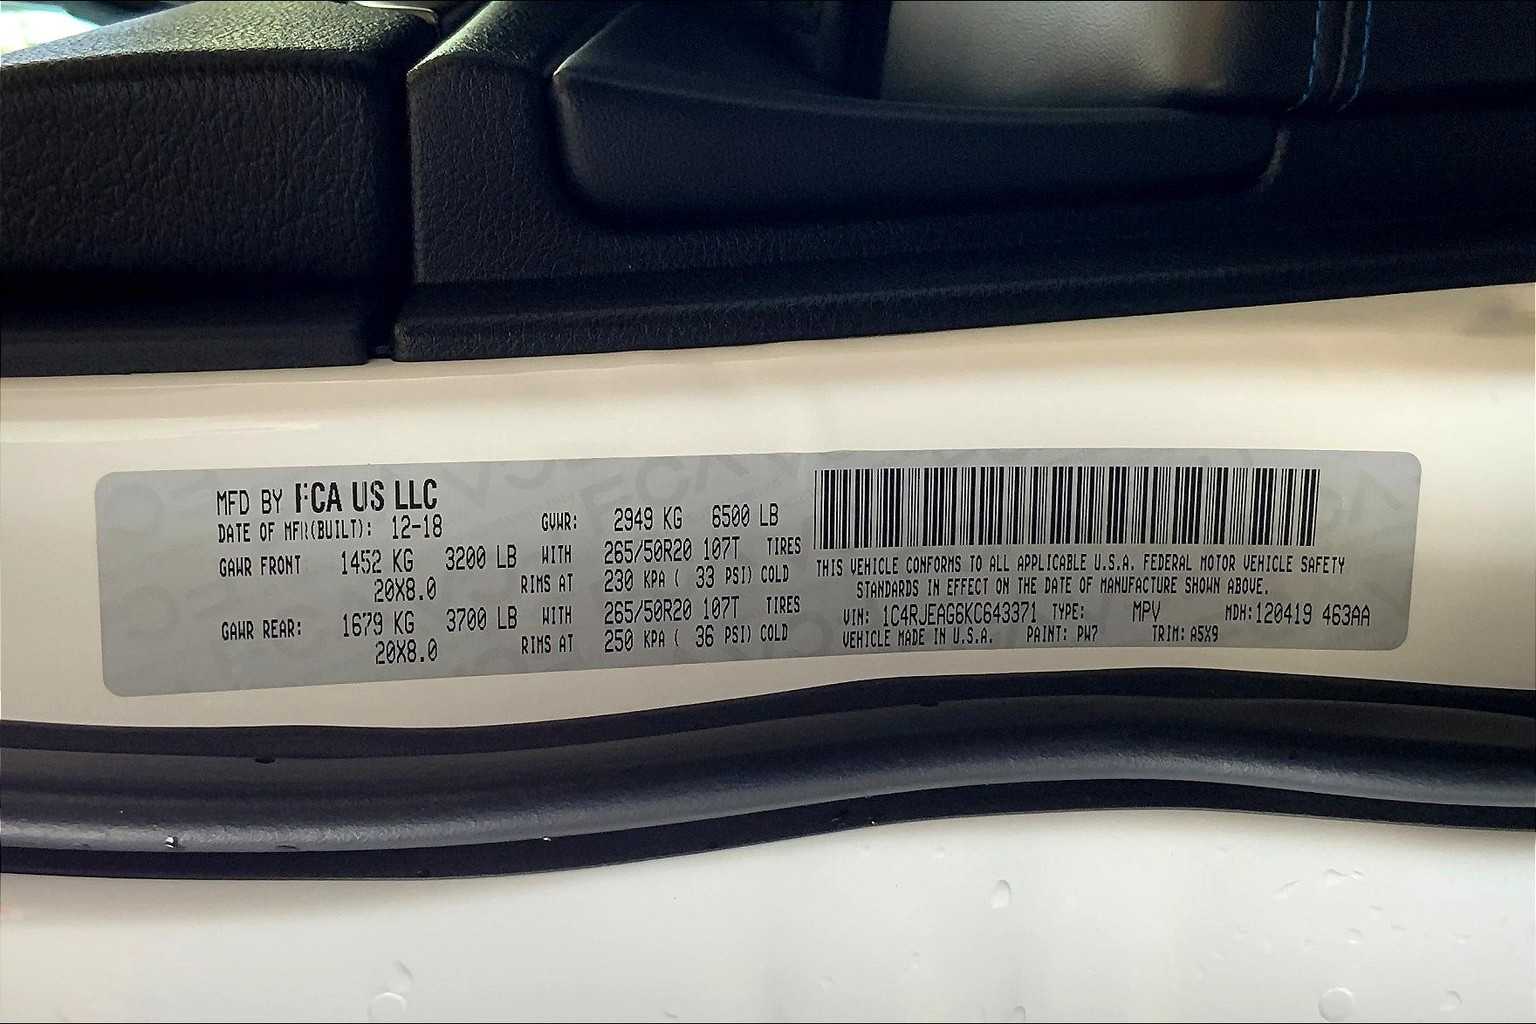 MFD BY FCA US LLC
DATE OF MFR(BUILT): 12-18 GVWR: 2949 KG 6500 LB
GAWR FRONT 1452 KG 3200 LB WITH 265/50R20 107T TIRES
20X8.0 RIMS AT 230 KPA ( 33 PSI) COLD
GAWR REAR: 1679 KG 3700 LB WITH 265/50R20 107T TIRES
20X8.0 RIMS AT 250 KPA ( 36 PSI) COLD
THIS VEHICLE CONFORMS TO ALL APPLICABLE U.S.A. FEDERAL MOTOR VEHICLE SAFETY
STANDARDS IN EFFECT ON THE DATE OF MANUFACTURE SHOWN ABOVE.
VIN: 1C4RJEAG6KC643371 TYPE: MPV MDH:120419 463AA
VEHICLE MADE IN U.S.A. PAINT: PW7 TRIM: A5X9